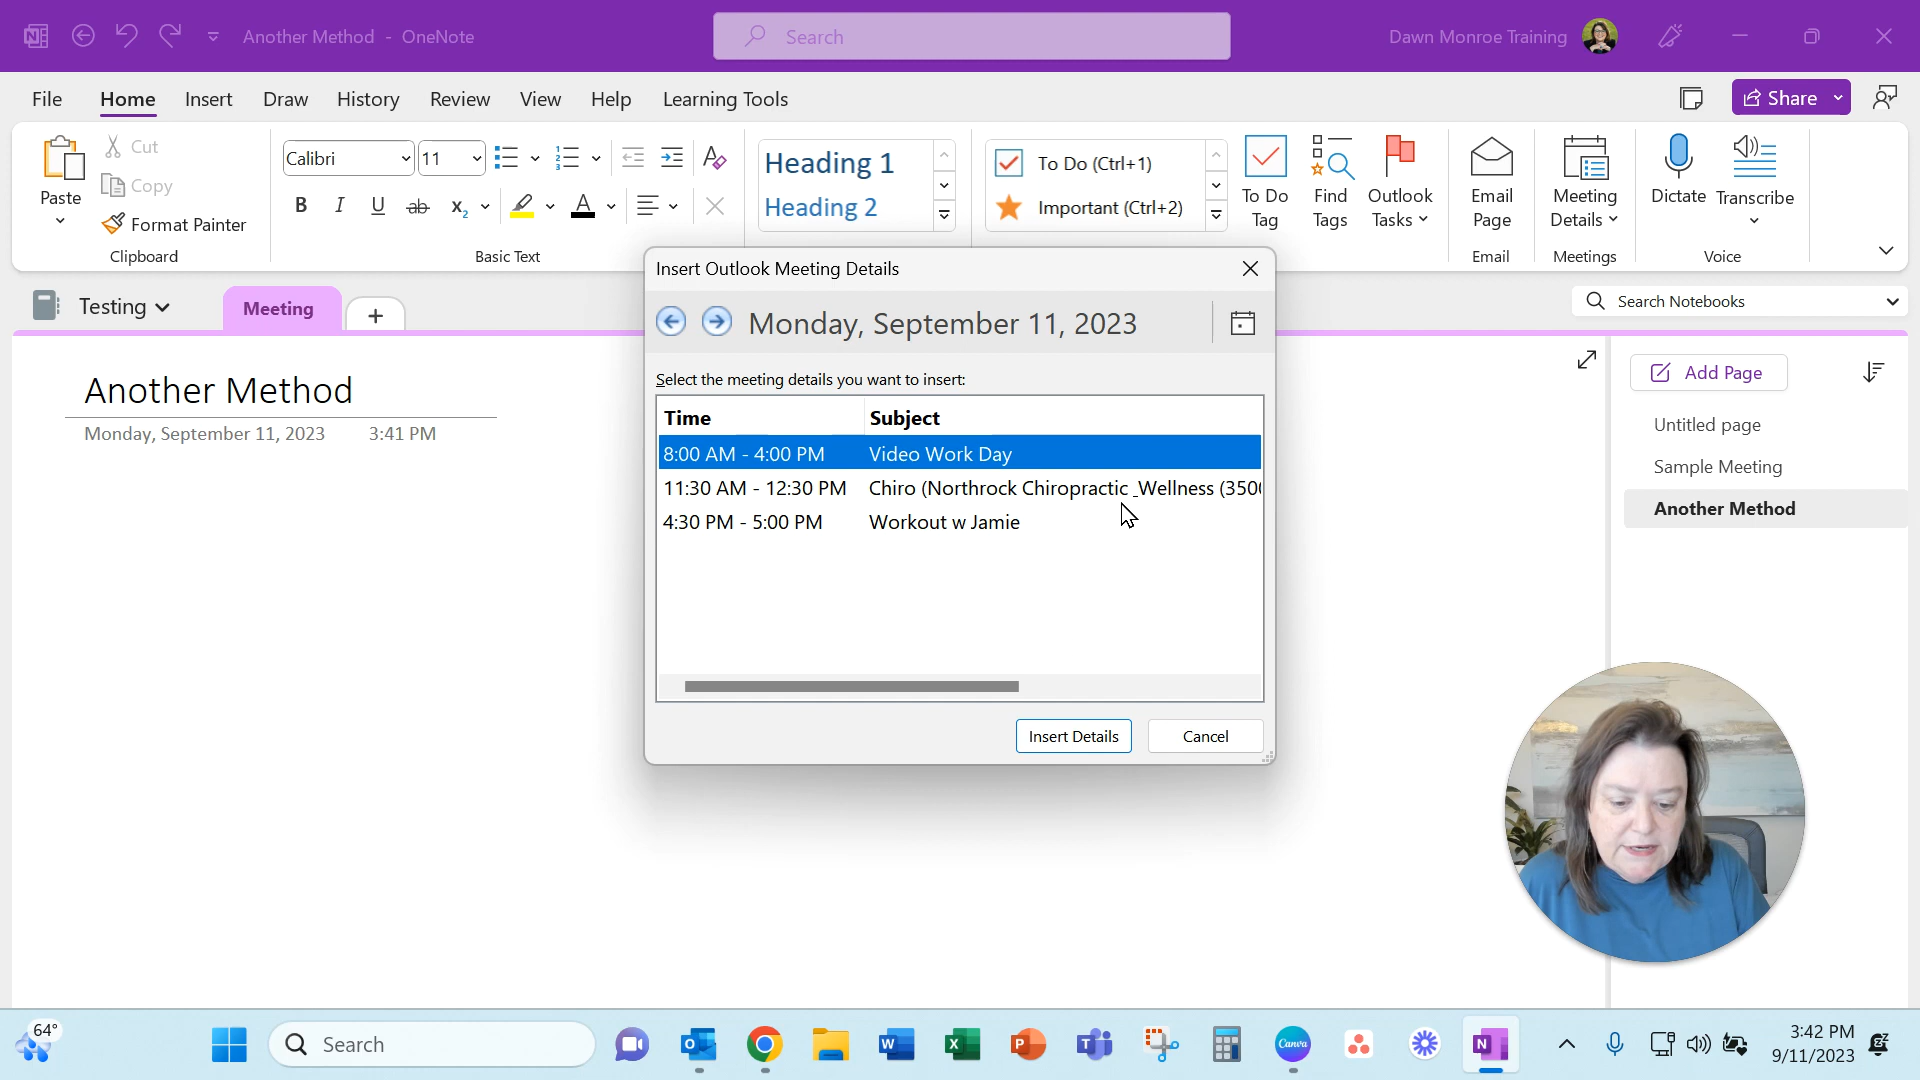 Another Method - OneNote
Search
Dawn Monroe Training
File
Home
Insert
Draw
History
Review
View
Help
Learning Tools
Share
Paste
Cut
Copy
Format Painter
Clipboard
Calibri
11
Basic Text
Heading 1
Heading 2
To Do (Ctrl+1)
Important (Ctrl+2)
To Do
Tag
Find
Tags
Outlook
Tasks
Email
Page
Email
Meeting
Details
Meetings
Dictate
Transcribe
Voice
Testing
Meeting
Search Notebooks
Another Method
Monday, September 11, 2023 3:41 PM
Insert Outlook Meeting Details
Monday, September 11, 2023
Select the meeting details you want to insert:
Time Subject
8:00 AM - 4:00 PM Video Work Day
11:30 AM - 12:30 PM Chiro (Northrock Chiropractic _Wellness (350
4:30 PM - 5:00 PM Workout w Jamie
Insert Details
Cancel
Add Page
Untitled page
Sample Meeting
Another Method
64°
Search
Canva
3:42 PM
9/11/2023